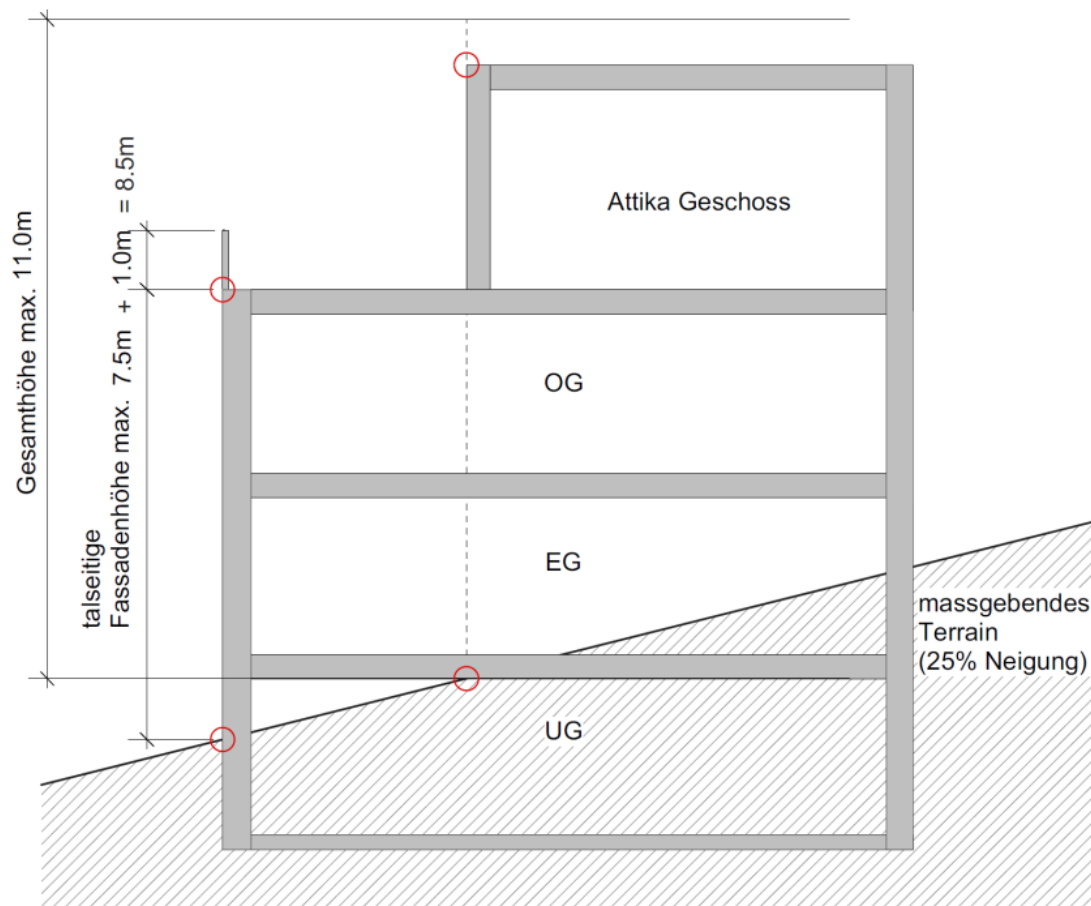 Gesamthöhe max. 11.0m
talseitige
Fassadenhöhe max. 7.5m + 1.0m = 8.5m
Attika Geschoss
OG
EG
massgebendes
Terrain
(25% Neigung)
UG